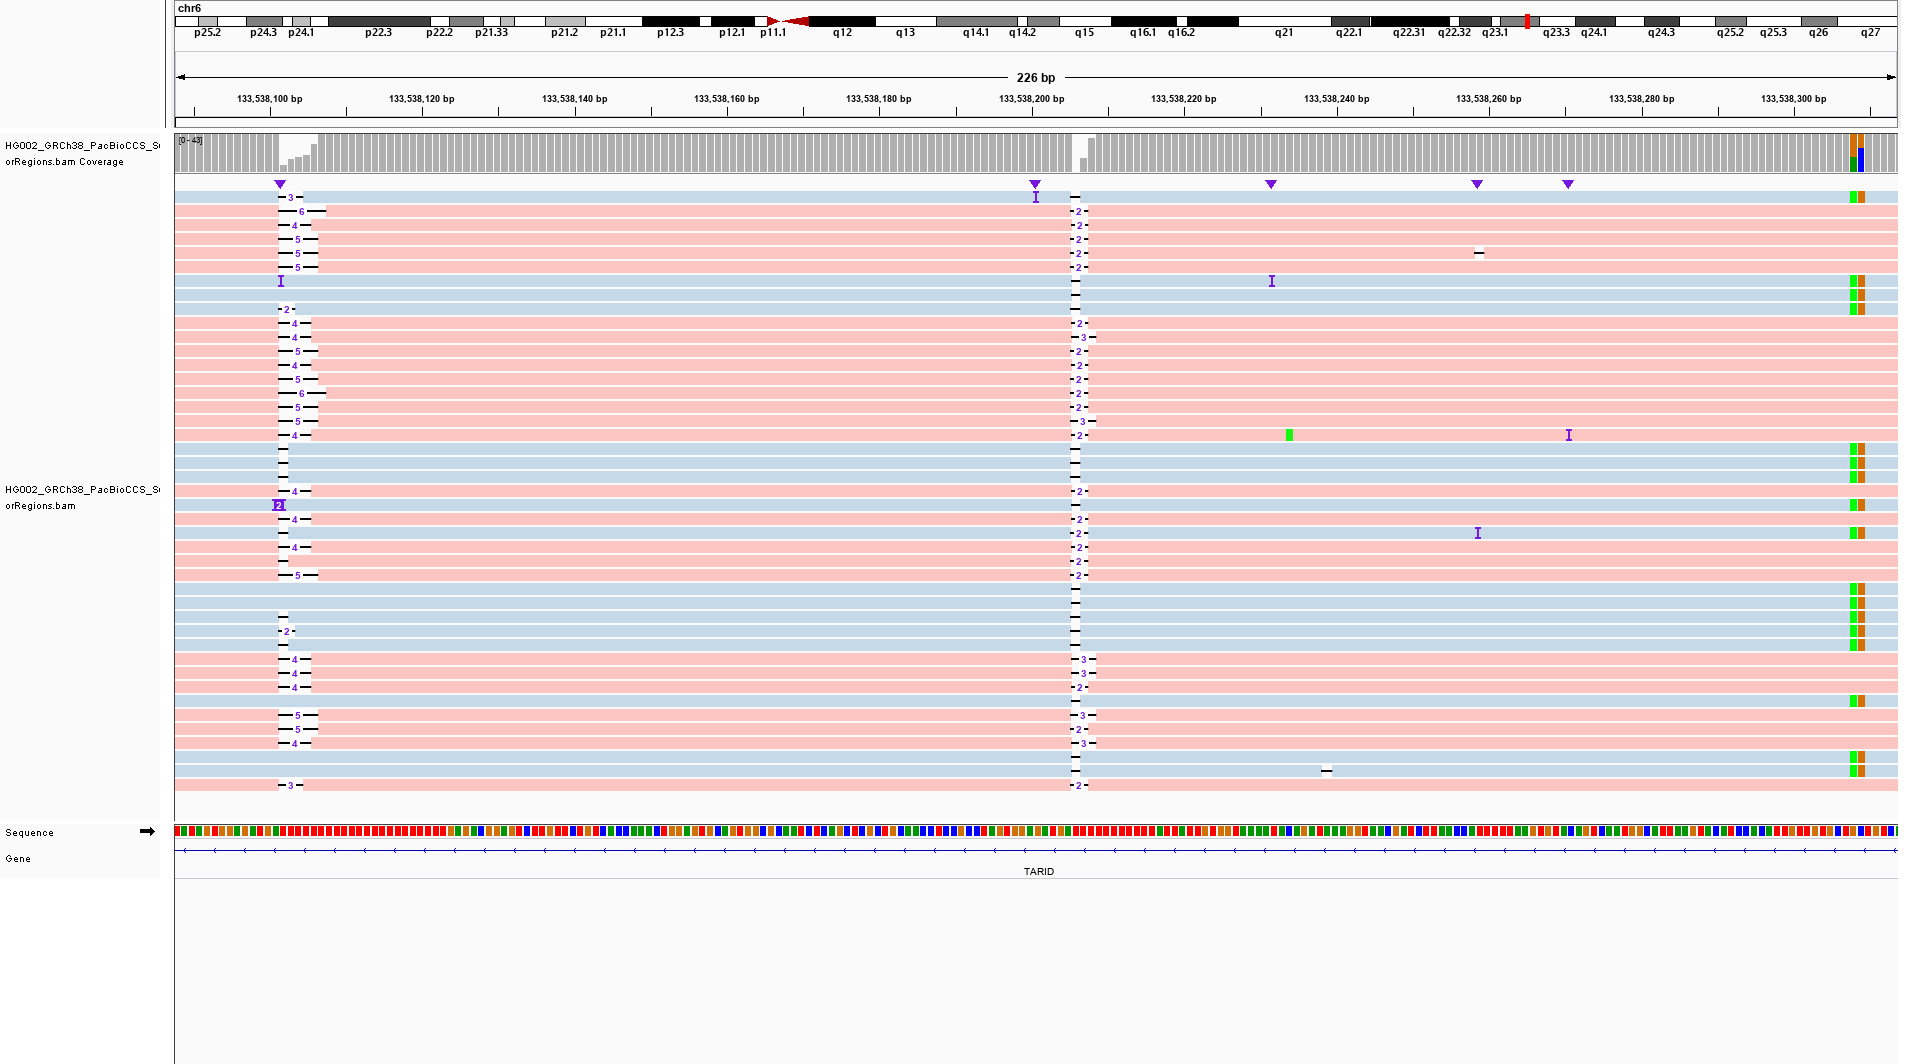 chr6
p25.2 p24.3 p24.1 p22.3 p22.2 p21.33 p21.2 p21.1 p12.3 p12.1 p11.1 q12 q13 q14.1 q14.2 q15 q16.1 q16.2 q21 q22.1 q22.31 q22.32 q23.1 q23.3 q24.1 q24.3 q25.2 q25.3 q26 q27
226 bp
133,538,100 bp 133,538,120 bp 133,538,140 bp 133,538,160 bp 133,538,180 bp 133,538,200 bp 133,538,220 bp 133,538,240 bp 133,538,260 bp 133,538,280 bp 133,538,300 bp
[0 - 43]
HG002_GRCh38_PacBioCCS_S
orRegions.bam Coverage
3
6 2
4 2
5 2
5 2
5 2
2
4 2
4 3
5 2
4 2
5 2
6 2
5 2
5 3
4 2
4 2
HG002_GRCh38_PacBioCCS_S
orRegions.bam
2
4 2
2
4 2
2
5 2
2
4 3
4 3
4 2
5 3
5 2
4 3
3 2
Sequence
Gene
TARID